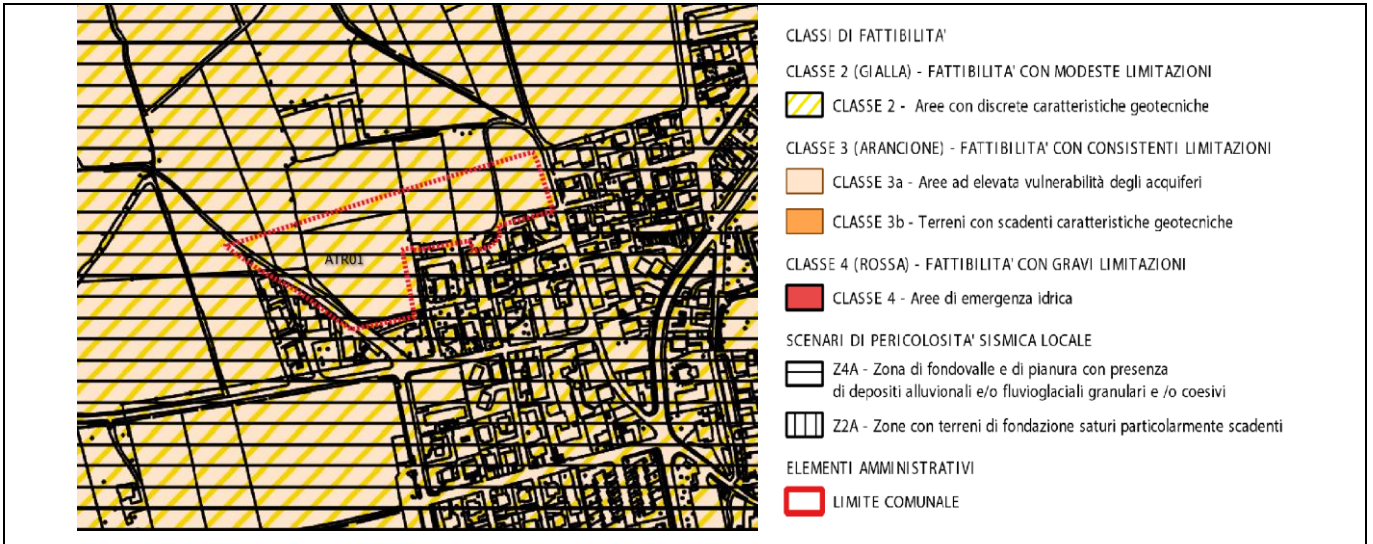 ATR01
CLASSI DI FATTIBILITA'
CLASSE 2 (GIALLA) - FATTIBILITA' CON MODESTE LIMITAZIONI
CLASSE 2 - Aree con discrete caratteristiche geotecniche
CLASSE 3 (ARANCIONE) - FATTIBILITA' CON CONSISTENTI LIMITAZIONI
CLASSE 3a - Aree ad elevata vulnerabilità degli acquiferi
CLASSE 3b - Terreni con scadenti caratteristiche geotecniche
CLASSE 4 (ROSSA) - FATTIBILITA' CON GRAVI LIMITAZIONI
CLASSE 4 - Aree di emergenza idrica
SCENARI DI PERICOLOSITA' SISMICA LOCALE
Z4A - Zona di fondovalle e di pianura con presenza
di depositi alluvionali e/o fluvioglaciali granulari e /o coesivi
Z2A - Zone con terreni di fondazione saturi particolarmente scadenti
ELEMENTI AMMINISTRATIVI
LIMITE COMUNALE